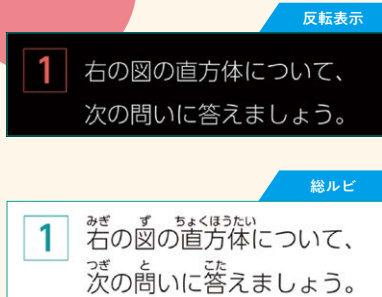 反転表示
1 右の図の直方体について、
次の問いに答えましょう。
総ルビ
みぎ ず ちょくほうたい
1 右の図の直方体について、
つぎ と こた
次の問いに答えましょう。